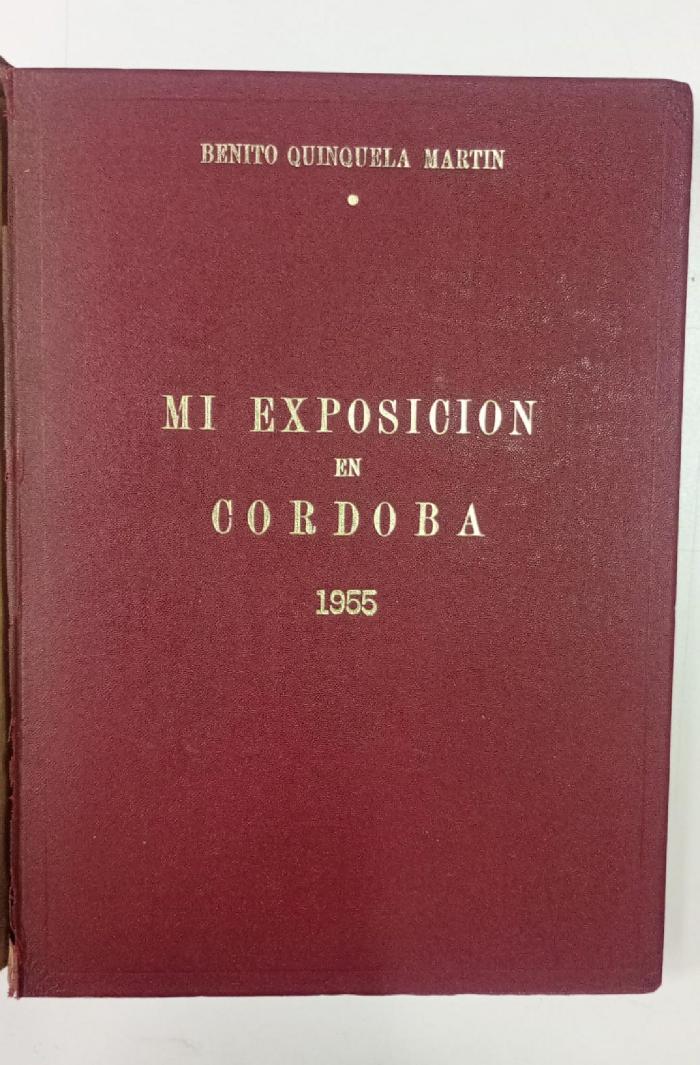 BENITO QUINQUELA MARTIN
MI EXPOSICION
EN
CORDOBA
1955